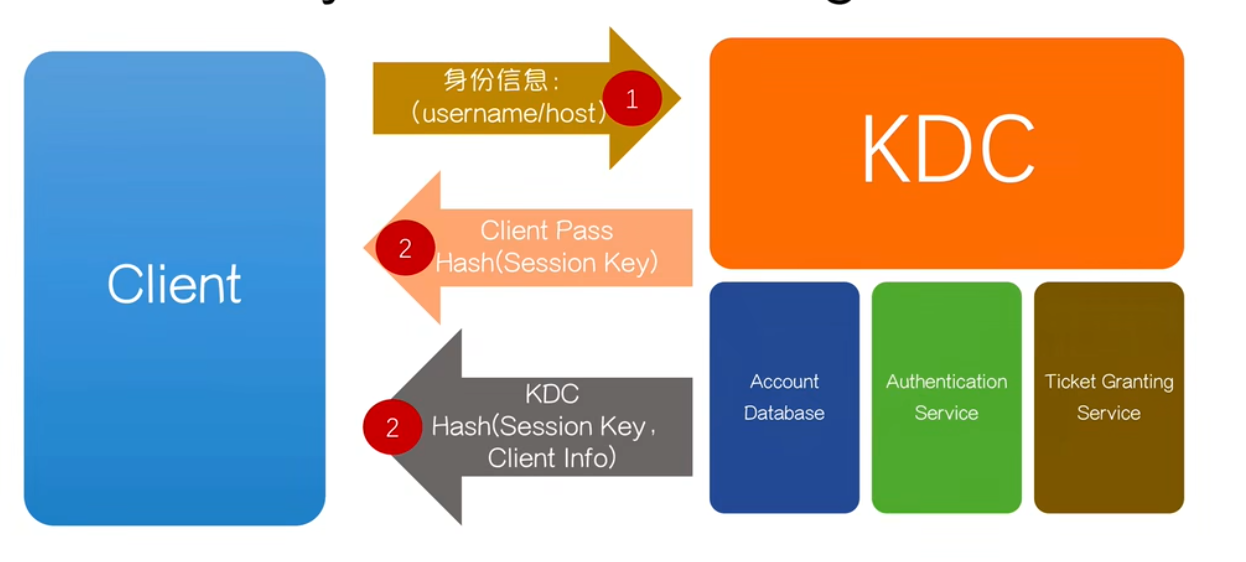 身份信息：
（username/host）
1
KDC
Client
2
Client Pass
Hash(Session Key)
2
KDC
Hash(Session Key，
Client Info)
Account
Database
Authentication
Service
Ticket Granting
Service